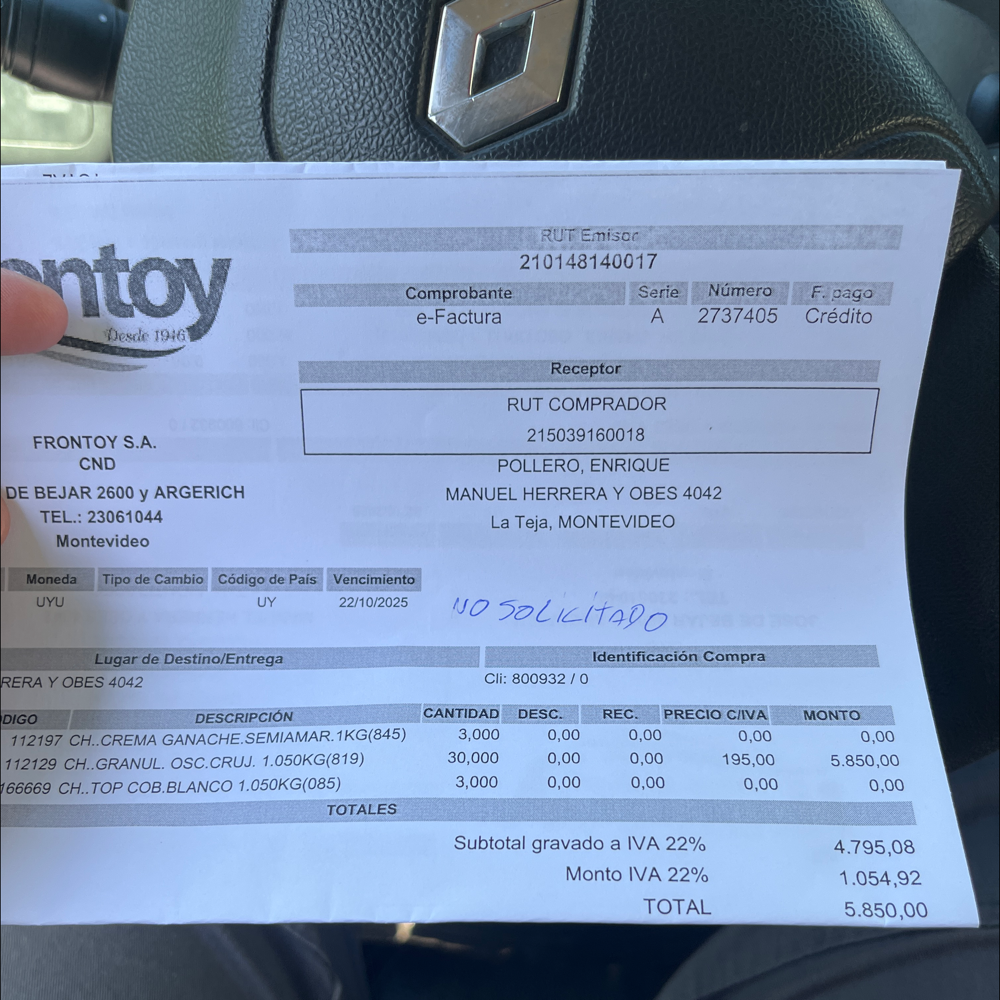 ntoy
Desde 1946
RUT Emisor
210148140017
Comprobante Serie Número F. pago
e-Factura A 2737405 Crédito
Receptor
RUT COMPRADOR
215039160018
POLLERO, ENRIQUE
MANUEL HERRERA Y OBES 4042
La Teja, MONTEVIDEO
FRONTOY S.A.
CND
DE BEJAR 2600 y ARGERICH
TEL.: 23061044
Montevideo
Moneda Tipo de Cambio Código de País Vencimiento
UYU UY 22/10/2025
NO SOLICITADO
Lugar de Destino/Entrega Identificación Compra
RERA Y OBES 4042 Cli: 800932 / 0
DIGO DESCRIPCIÓN CANTIDAD DESC. REC. PRECIO C/IVA MONTO
112197 CH..CREMA GANACHE.SEMIAMAR.1KG(845) 3,000 0,00 0,00 0,00 0,00
112129 CH..GRANUL. OSC.CRUJ. 1.050KG(819) 30,000 0,00 0,00 195,00 5.850,00
166669 CH..TOP COB.BLANCO 1.050KG(085) 3,000 0,00 0,00 0,00 0,00
TOTALES
Subtotal gravado a IVA 22% 4.795,08
Monto IVA 22% 1.054,92
TOTAL 5.850,00